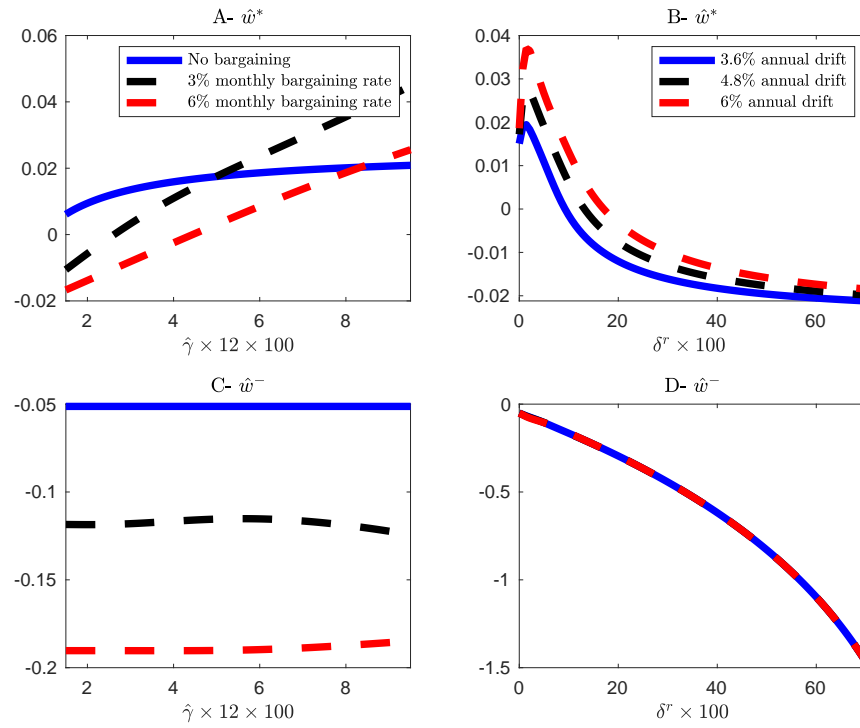 A- ŵ*
0.06
0.04
0.02
0
-0.02
No bargaining
3% monthly bargaining rate
6% monthly bargaining rate
2 4 6 8
γ̂ × 12 × 100
B- ŵ*
0.04
0.03
0.02
0.01
0
-0.01
-0.02
3.6% annual drift
4.8% annual drift
6% annual drift
0 20 40 60
δʳ × 100
C- ŵ⁻
-0.05
-0.1
-0.15
-0.2
2 4 6 8
γ̂ × 12 × 100
D- ŵ⁻
0
-0.5
-1
-1.5
0 20 40 60
δʳ × 100